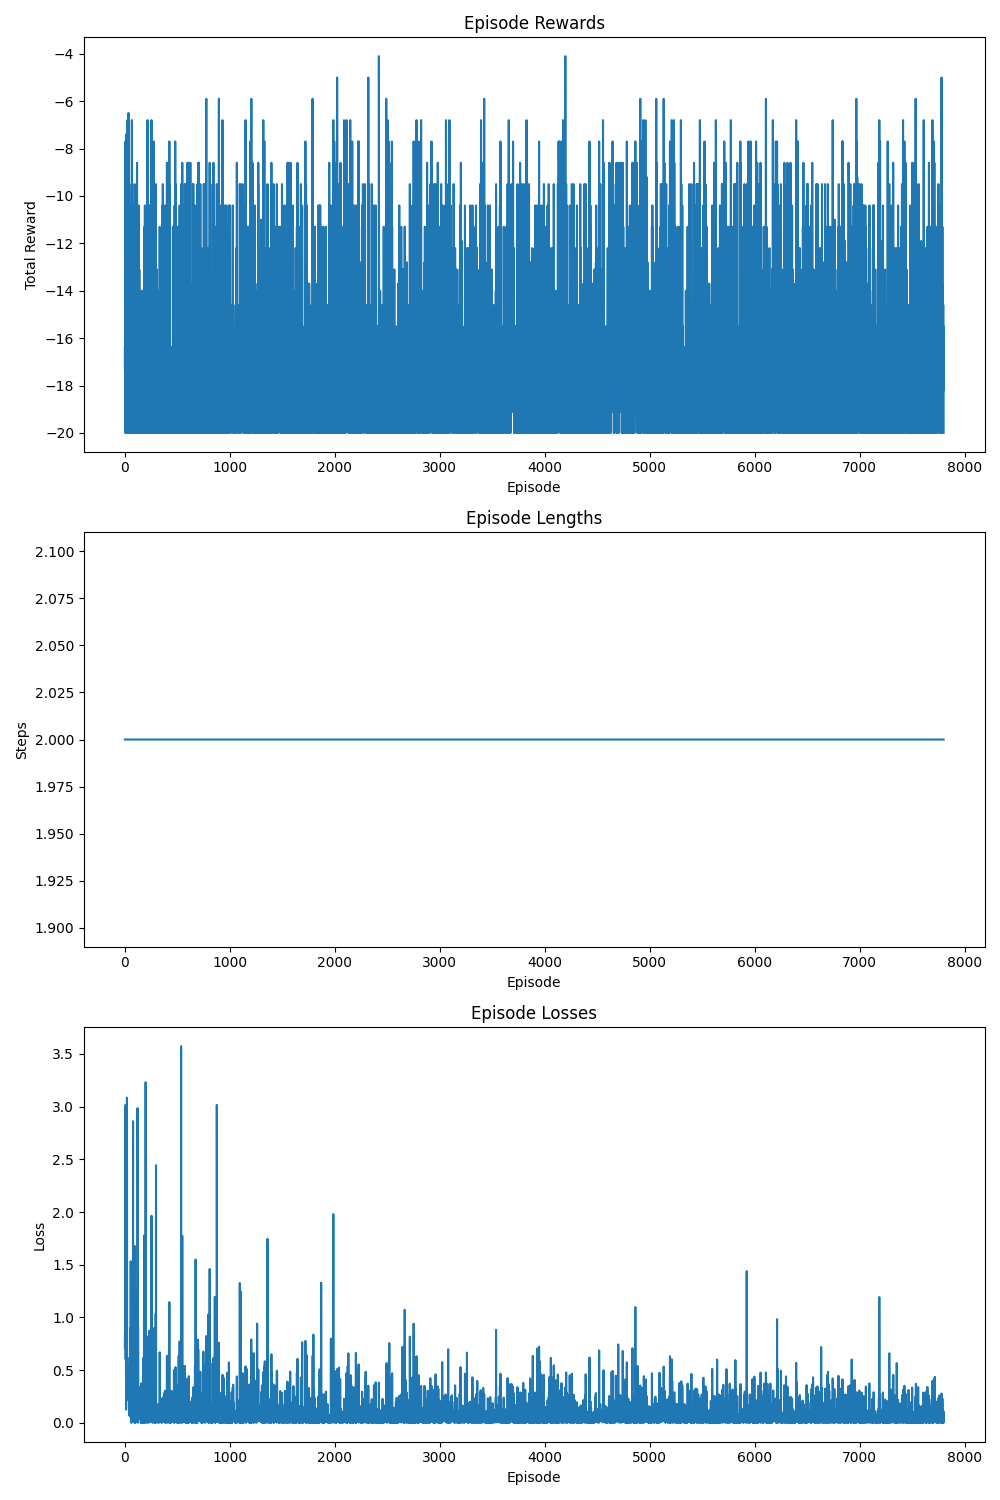 Episode Rewards
−4
−6
−8
−10
−12
−14
−16
−18
−20
Total Reward
0 1000 2000 3000 4000 5000 6000 7000 8000
Episode
Episode Lengths
2.100
2.075
2.050
2.025
2.000
1.975
1.950
1.925
1.900
Steps
0 1000 2000 3000 4000 5000 6000 7000 8000
Episode
Episode Losses
3.5
3.0
2.5
2.0
1.5
1.0
0.5
0.0
Loss
0 1000 2000 3000 4000 5000 6000 7000 8000
Episode